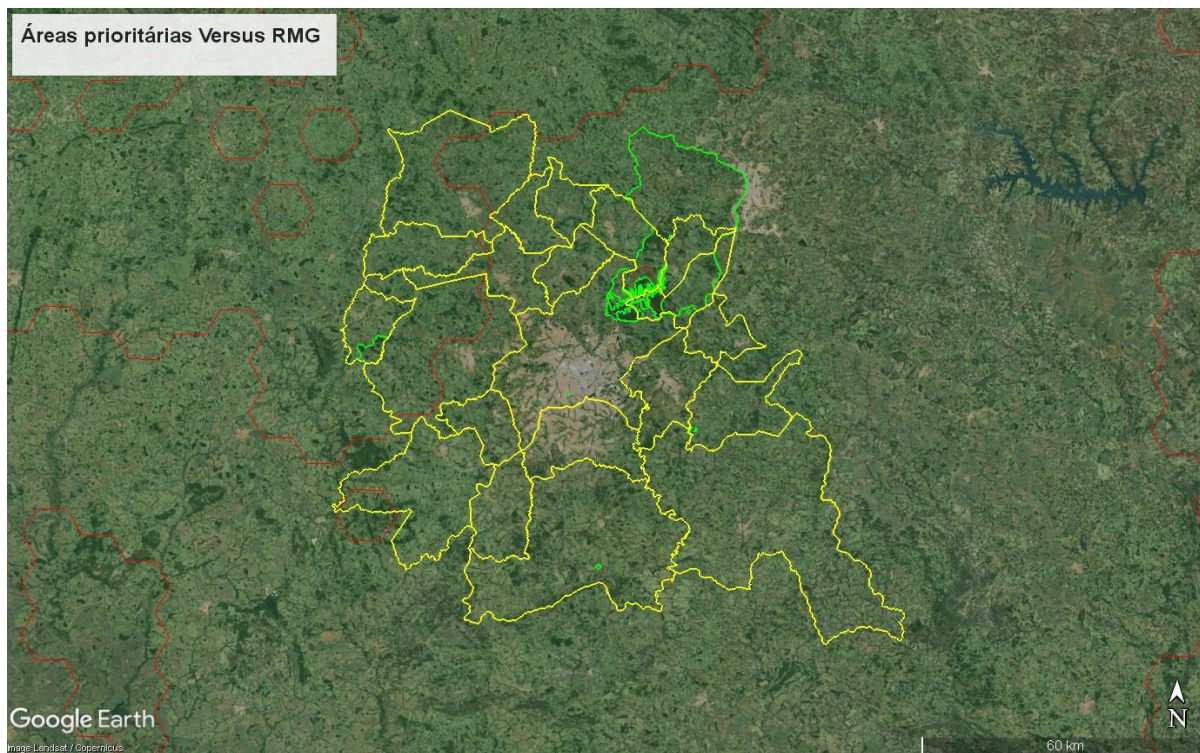 Áreas prioritárias Versus RMG
N
Google Earth
Image Landsat / Copernicus
60 km